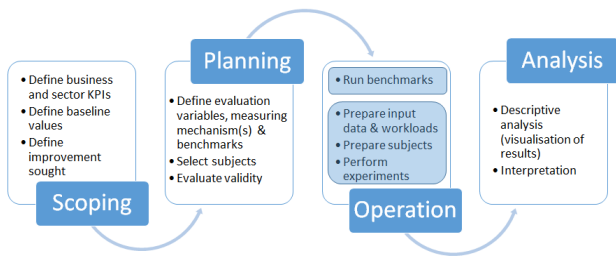 • Define business
and sector KPIs
• Define baseline
values
• Define
improvement
sought
Scoping
Planning
• Define evaluation
variables, measuring
mechanism(s) &
benchmarks
• Select subjects
• Evaluate validity
• Run benchmarks
• Prepare input
data & workloads
• Prepare subjects
• Perform
experiments
Operation
Analysis
• Descriptive
analysis
(visualisation of
results)
• Interpretation